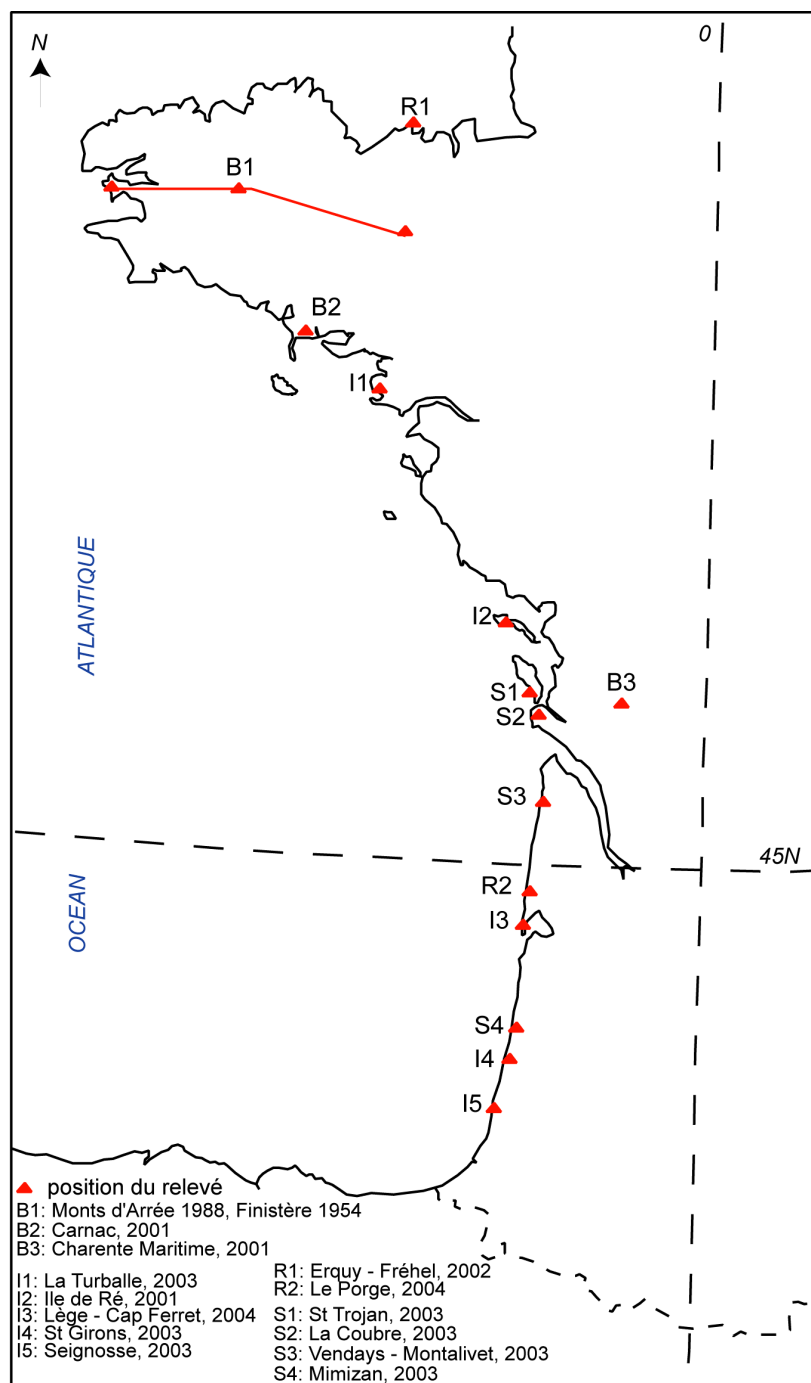 N
0
R1
B1
B2
I1
ATLANTIQUE
I2
S1
B3
S2
S3
45N
R2
OCEAN
I3
S4
I4
I5
position du relevé
B1: Monts d'Arrée 1988, Finistère 1954
B2: Carnac, 2001
B3: Charente Maritime, 2001
I1: La Turballe, 2003
I2: Ile de Ré, 2001
I3: Lège - Cap Ferret, 2004
I4: St Girons, 2003
I5: Seignosse, 2003
R1: Erquy - Fréhel, 2002
R2: Le Porge, 2004
S1: St Trojan, 2003
S2: La Coubre, 2003
S3: Vendays - Montalivet, 2003
S4: Mimizan, 2003